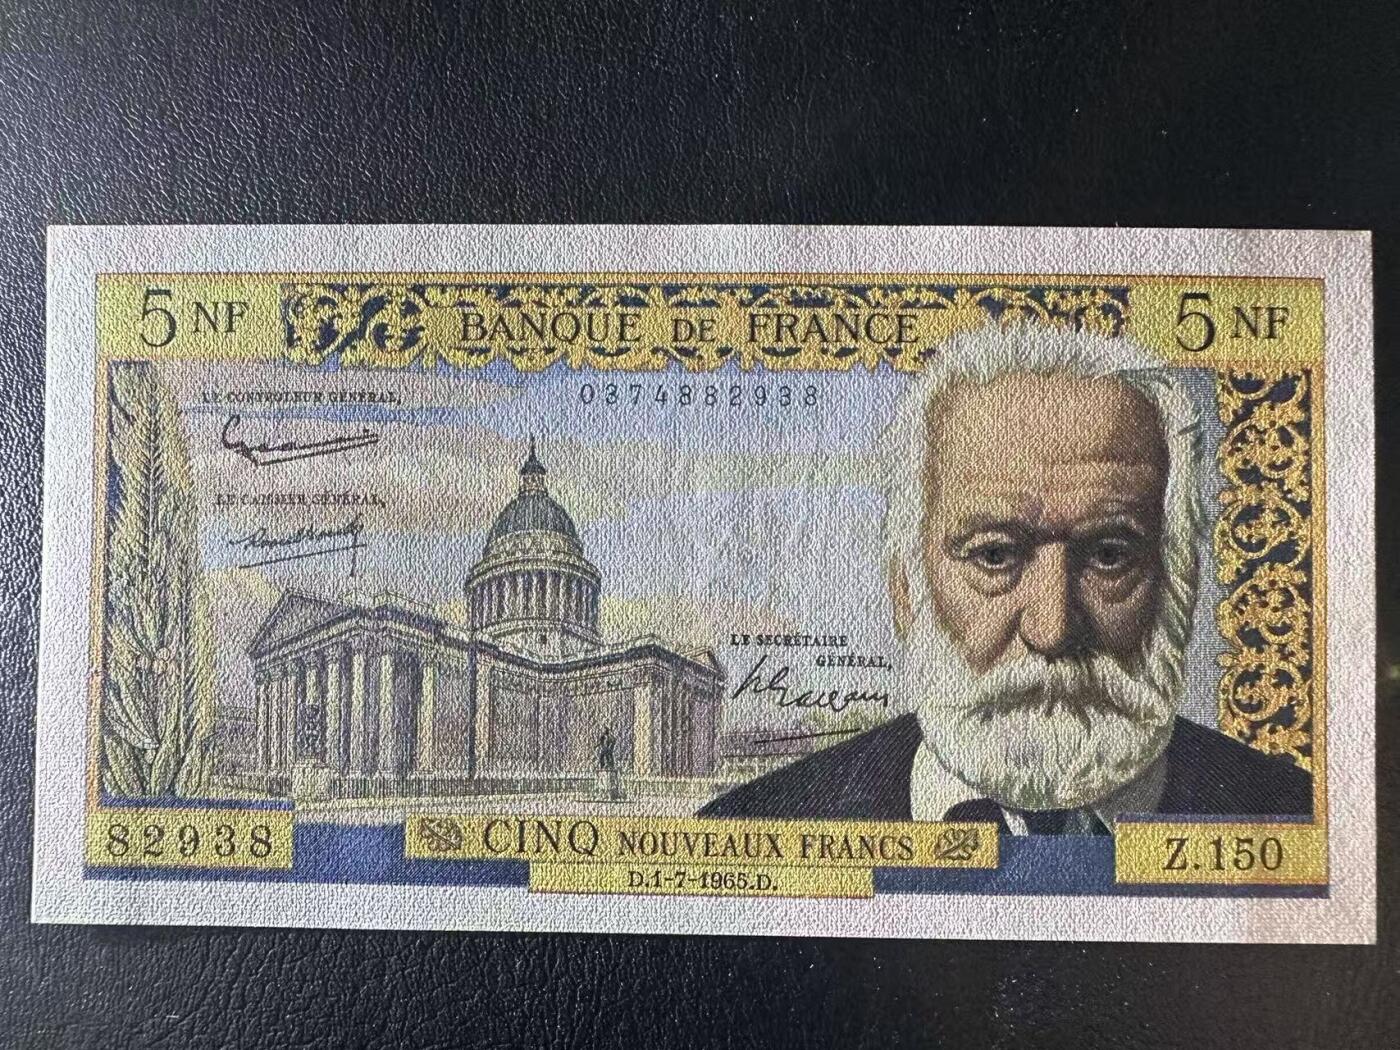 5 NF
BANQUE DE FRANCE
5 NF
LE CONTROLEUR GÉNÉRAL,
0374882938
LE CAISSIER GÉNÉRAL,
LE SECRÉTAIRE
GÉNÉRAL,
82938
CINQ NOUVEAUX FRANCS
Z.150
D.1-7-1965.D.